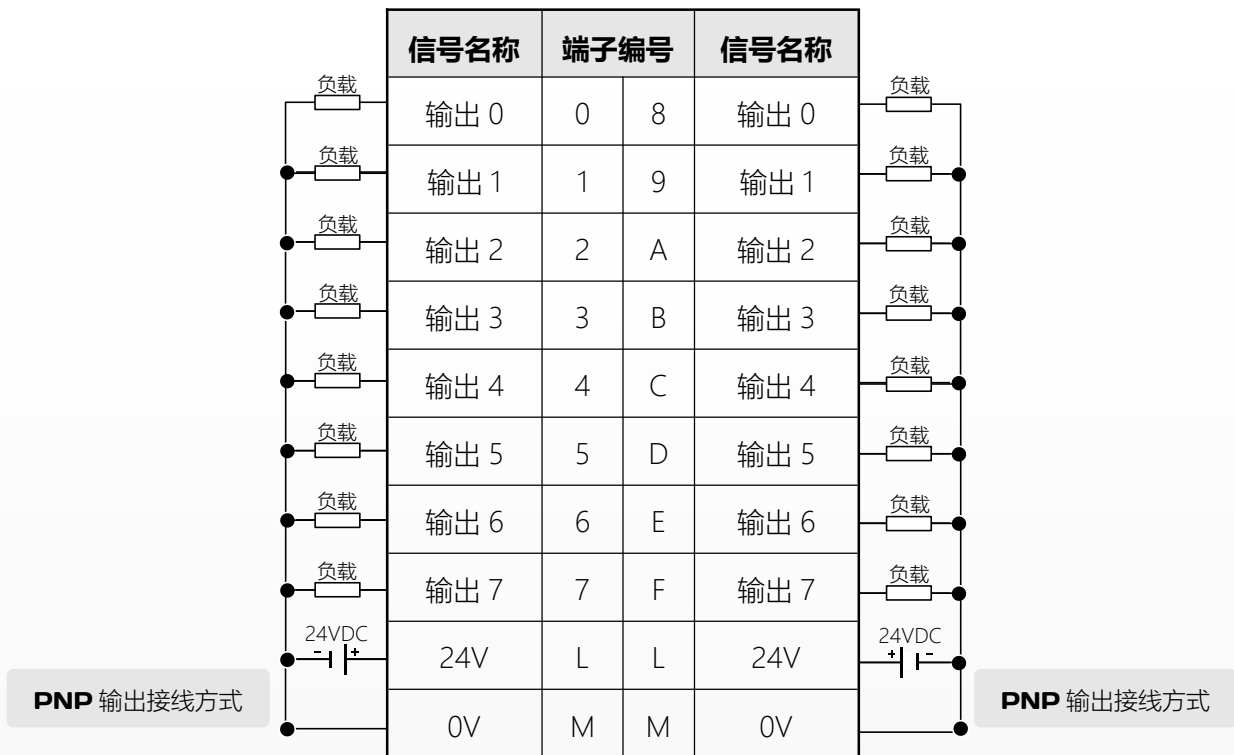 信号名称 端子编号 信号名称
负载 输出 0 0 8 输出 0 负载
负载 输出 1 1 9 输出 1 负载
负载 输出 2 2 A 输出 2 负载
负载 输出 3 3 B 输出 3 负载
负载 输出 4 4 C 输出 4 负载
负载 输出 5 5 D 输出 5 负载
负载 输出 6 6 E 输出 6 负载
负载 输出 7 7 F 输出 7 负载
24VDC 24VDC
- + 24V L L 24V + -
PNP 输出接线方式 PNP 输出接线方式
0V M M 0V